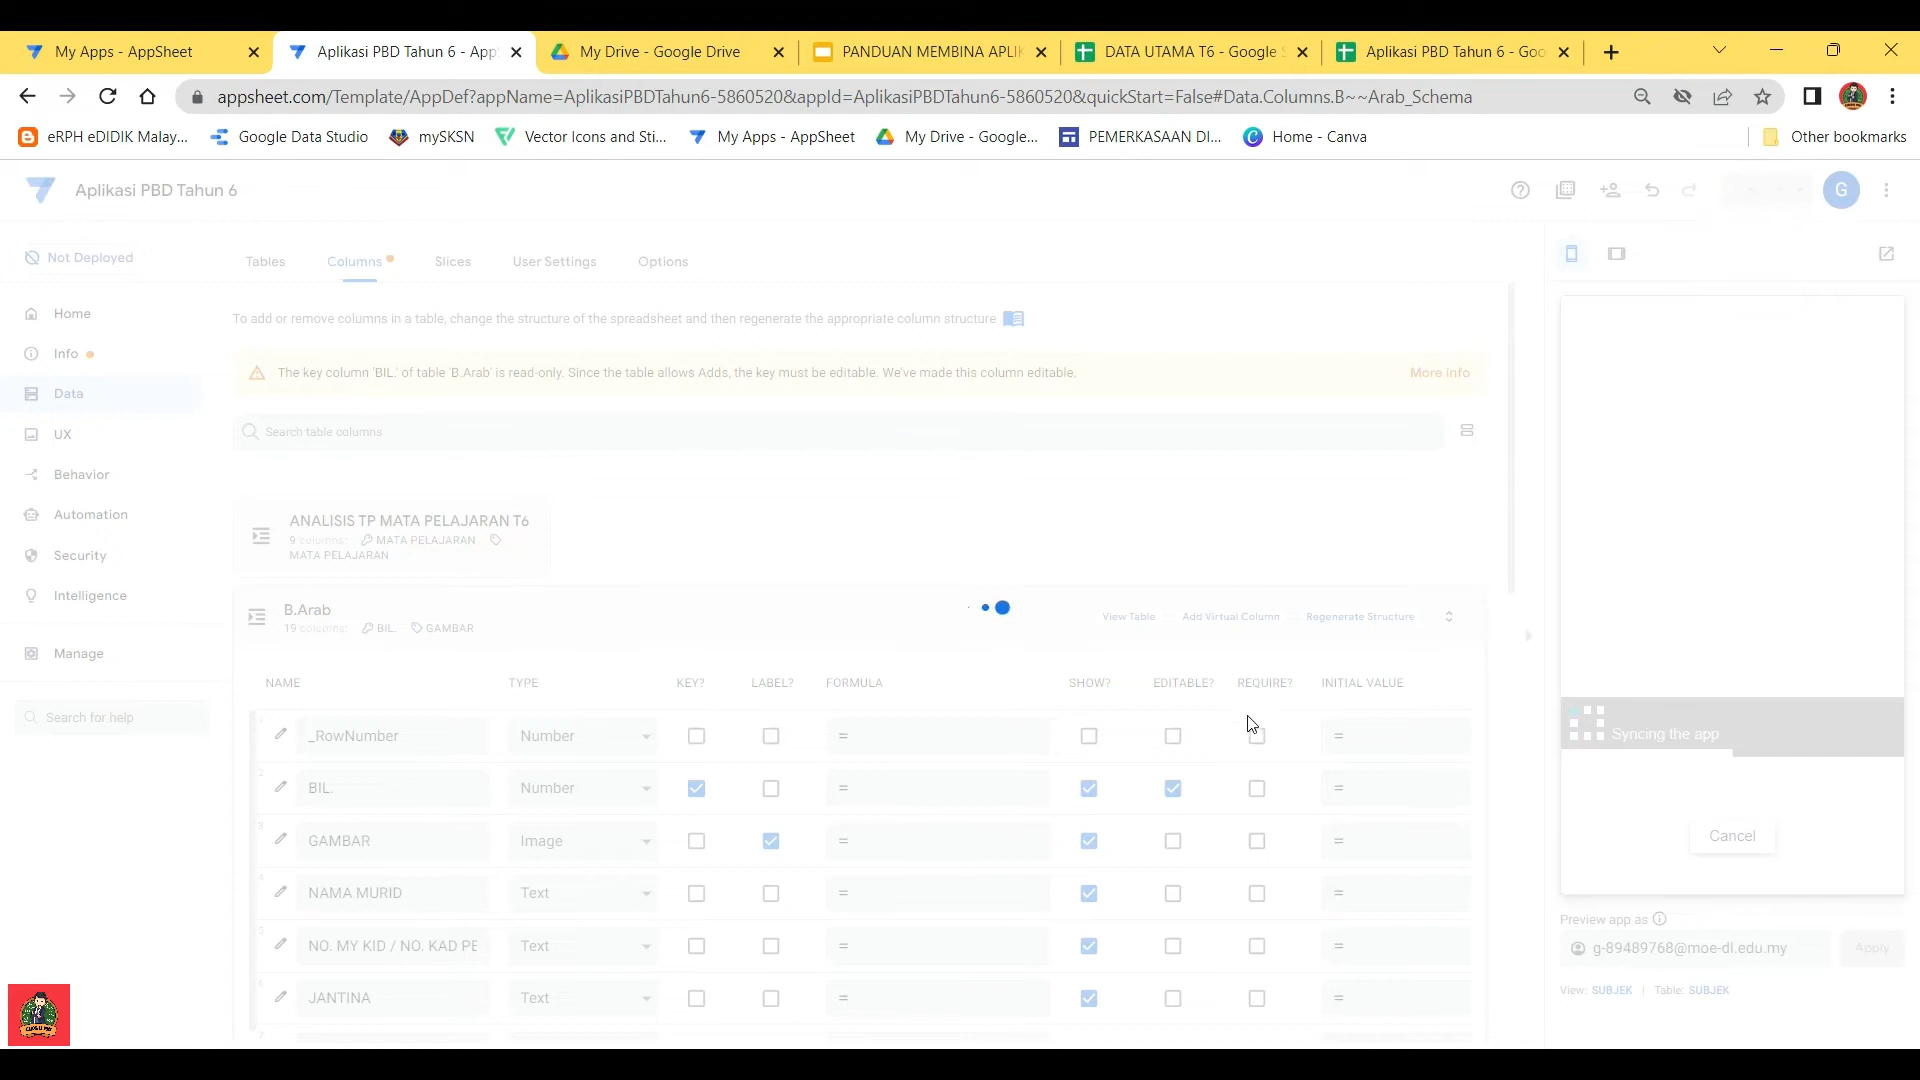 My Apps - AppSheet
Aplikasi PBD Tahun 6 - App
My Drive - Google Drive
PANDUAN MEMBINA APLIK
DATA UTAMA T6 - Google S
Aplikasi PBD Tahun 6 - Goo
appsheet.com/Template/AppDef?appName=AplikasiPBDTahun6-5860520&appId=AplikasiPBDTahun6-5860520&quickStart=False#Data.Columns.B~~Arab_Schema
eRPH eDIDIK Malay...
Google Data Studio
mySKSN
Vector Icons and Sti...
My Apps - AppSheet
My Drive - Google...
PEMERKASAAN DI...
Home - Canva
Other bookmarks
Aplikasi PBD Tahun 6
G
Not Deployed
Tables
Columns
Slices
User Settings
Options
Home
Info
Data
UX
Behavior
Automation
Security
Intelligence
Manage
Search for help
To add or remove columns in a table, change the structure of the spreadsheet and then regenerate the appropriate column structure
The key column 'BIL.' of table 'B.Arab' is read-only. Since the table allows Adds, the key must be editable. We've made this column editable.
More info
Search table columns
ANALISIS TP MATA PELAJARAN T6
9 columns: MATA PELAJARAN
MATA PELAJARAN
B.Arab
19 columns: BIL. GAMBAR
View Table
Add Virtual Column
Regenerate Structure
NAME TYPE KEY? LABEL? FORMULA SHOW? EDITABLE? REQUIRE? INITIAL VALUE
1 _RowNumber Number = =
2 BIL. Number = =
3 GAMBAR Image = =
4 NAMA MURID Text = =
5 NO. MY KID / NO. KAD PE Text = =
6 JANTINA Text = =
7
Syncing the app
Cancel
Preview app as
g-89489768@moe-dl.edu.my
Apply
View: SUBJEK | Table: SUBJEK